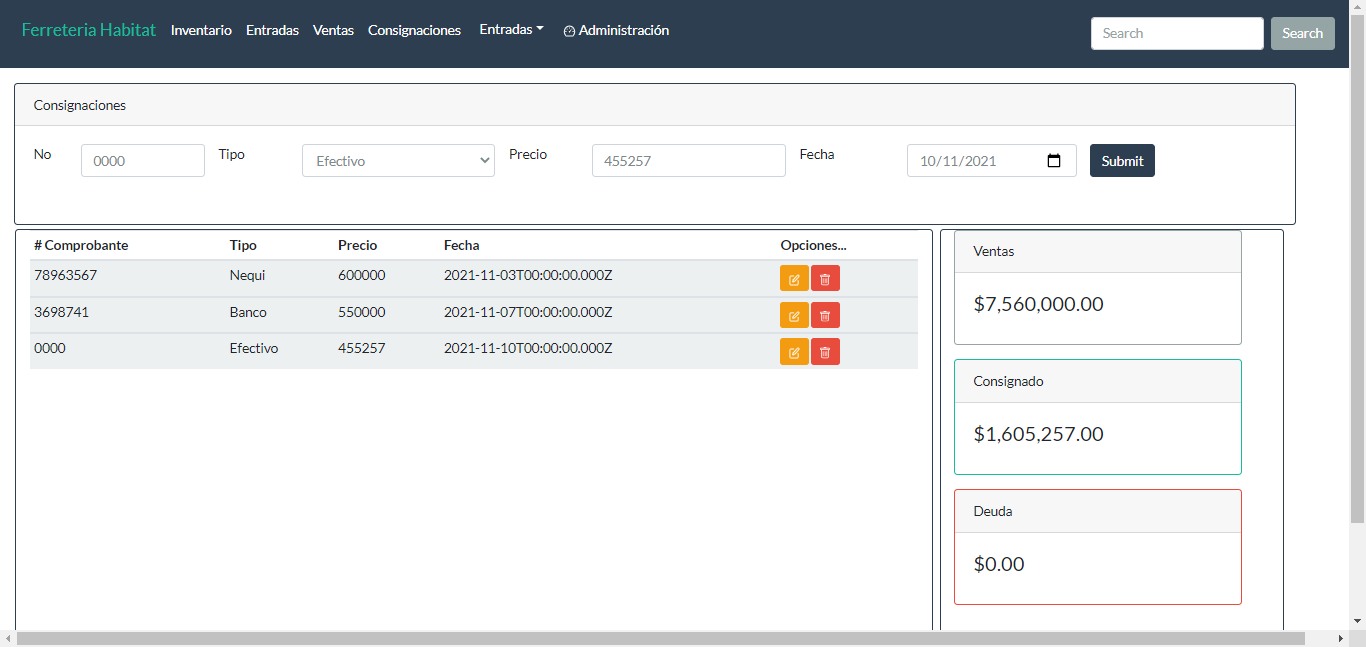 Ferreteria Habitat Inventario Entradas Ventas Consignaciones Entradas Administración Search Search
Consignaciones
No 0000 Tipo Efectivo Precio 455257 Fecha 10/11/2021 Submit
# Comprobante Tipo Precio Fecha Opciones...
78963567 Nequi 600000 2021-11-03T00:00:00.000Z
3698741 Banco 550000 2021-11-07T00:00:00.000Z
0000 Efectivo 455257 2021-11-10T00:00:00.000Z
Ventas
$7,560,000.00
Consignado
$1,605,257.00
Deuda
$0.00